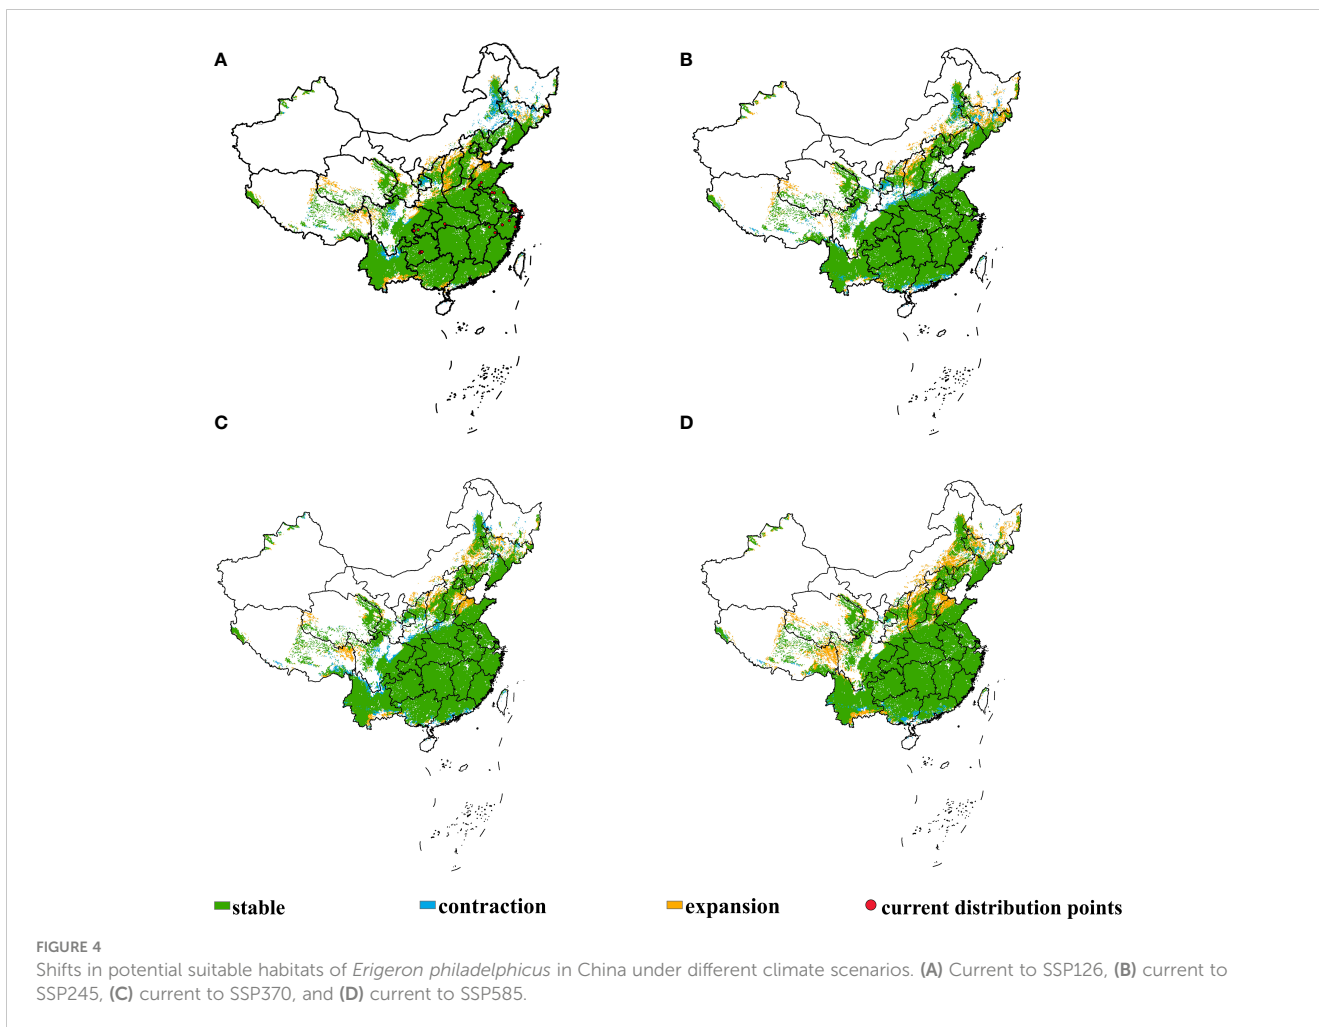 A
B
C
D
stable
contraction
expansion
current distribution points
FIGURE 4
Shifts in potential suitable habitats of Erigeron philadelphicus in China under different climate scenarios. (A) Current to SSP126, (B) current to
SSP245, (C) current to SSP370, and (D) current to SSP585.